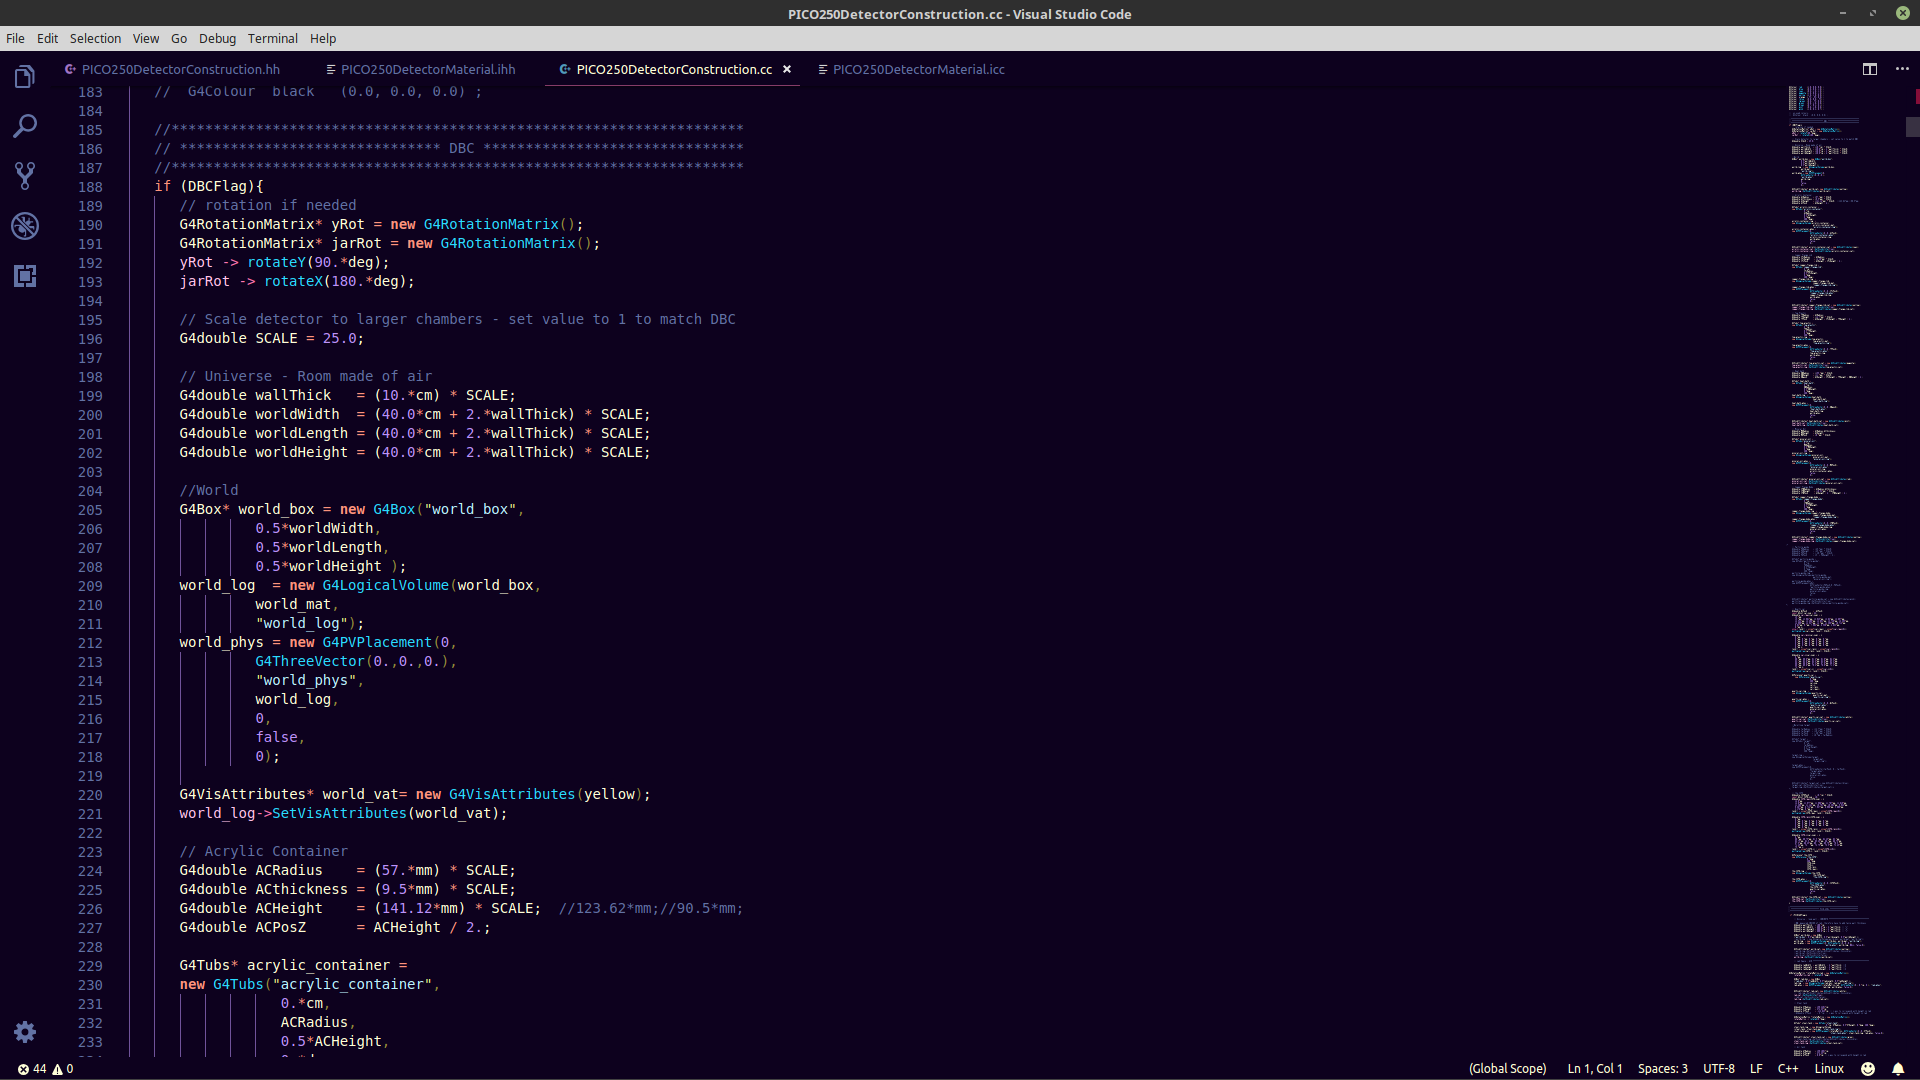 PICO250DetectorConstruction.cc - Visual Studio Code
File Edit Selection View Go Debug Terminal Help
PICO250DetectorConstruction.hh PICO250DetectorMaterial.ihh PICO250DetectorConstruction.cc PICO250DetectorMaterial.icc
183 // G4Colour black (0.0, 0.0, 0.0) ;
184
185 //********************************************************************
186 // ******************************* DBC *******************************
187 //********************************************************************
188 if (DBCFlag){
189 // rotation if needed
190 G4RotationMatrix* yRot = new G4RotationMatrix();
191 G4RotationMatrix* jarRot = new G4RotationMatrix();
192 yRot -> rotateY(90.*deg);
193 jarRot -> rotateX(180.*deg);
194
195 // Scale detector to larger chambers - set value to 1 to match DBC
196 G4double SCALE = 25.0;
197
198 // Universe - Room made of air
199 G4double wallThick = (10.*cm) * SCALE;
200 G4double worldWidth = (40.0*cm + 2.*wallThick) * SCALE;
201 G4double worldLength = (40.0*cm + 2.*wallThick) * SCALE;
202 G4double worldHeight = (40.0*cm + 2.*wallThick) * SCALE;
203
204 //World
205 G4Box* world_box = new G4Box("world_box",
206 0.5*worldWidth,
207 0.5*worldLength,
208 0.5*worldHeight );
209 world_log = new G4LogicalVolume(world_box,
210 world_mat,
211 "world_log");
212 world_phys = new G4PVPlacement(0,
213 G4ThreeVector(0.,0.,0.),
214 "world_phys",
215 world_log,
216 0,
217 false,
218 0);
219
220 G4VisAttributes* world_vat= new G4VisAttributes(yellow);
221 world_log->SetVisAttributes(world_vat);
222
223 // Acrylic Container
224 G4double ACRadius = (57.*mm) * SCALE;
225 G4double ACthickness = (9.5*mm) * SCALE;
226 G4double ACHeight = (141.12*mm) * SCALE; //123.62*mm;//90.5*mm;
227 G4double ACPosZ = ACHeight / 2.;
228
229 G4Tubs* acrylic_container =
230 new G4Tubs("acrylic_container",
231 0.*cm,
232 ACRadius,
233 0.5*ACHeight,
44 0 (Global Scope) Ln 1, Col 1 Spaces: 3 UTF-8 LF C++ Linux